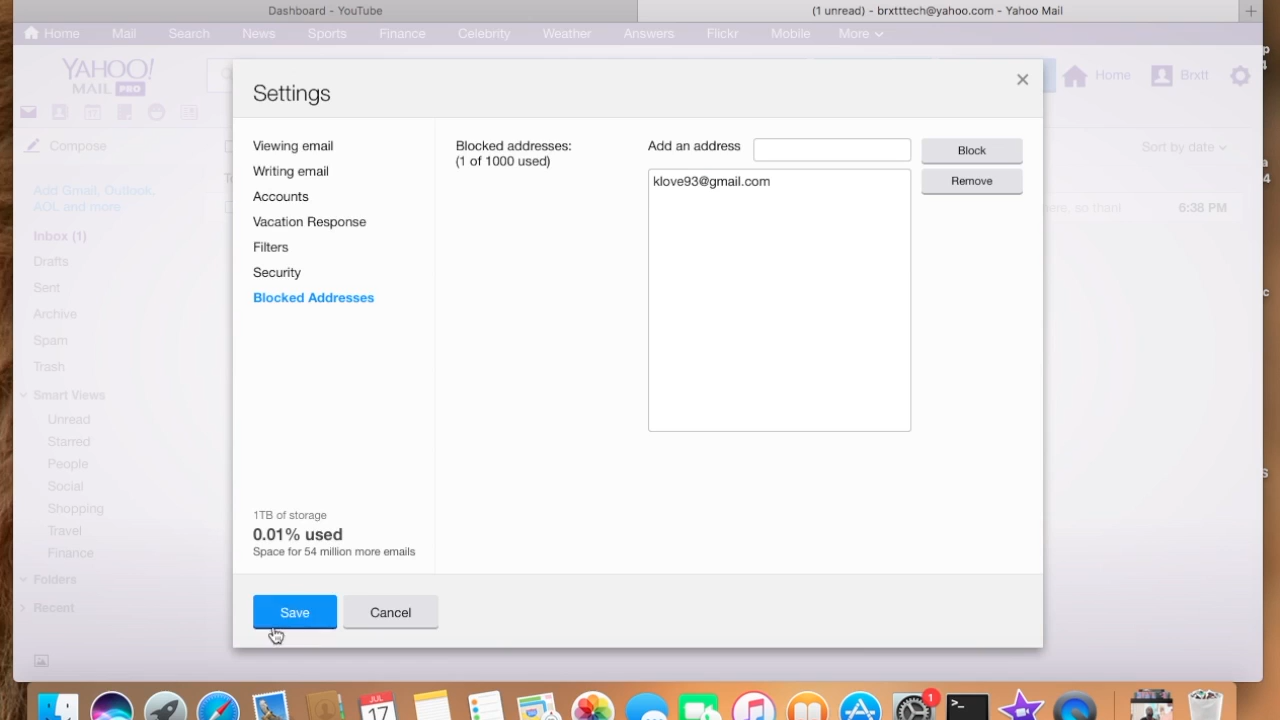 Dashboard - YouTube
(1 unread) - brxtttech@yahoo.com - Yahoo Mail
Home Mail Search News Sports Finance Celebrity Weather Answers Flickr Mobile More
YAHOO!
MAIL PRO
Home Brxtt
Settings
Compose
Sort by date
Add Gmail, Outlook,
AOL and more
here, so thank
6:38 PM
Inbox (1)
Drafts
Sent
Archive
Spam
Trash
Smart Views
Unread
Starred
People
Social
Shopping
Travel
Finance
Folders
Recent
Viewing email
Writing email
Accounts
Vacation Response
Filters
Security
Blocked Addresses
Blocked addresses:
(1 of 1000 used)
Add an address
Block
klove93@gmail.com
Remove
1TB of storage
0.01% used
Space for 54 million more emails
Save Cancel
JUL
17
1